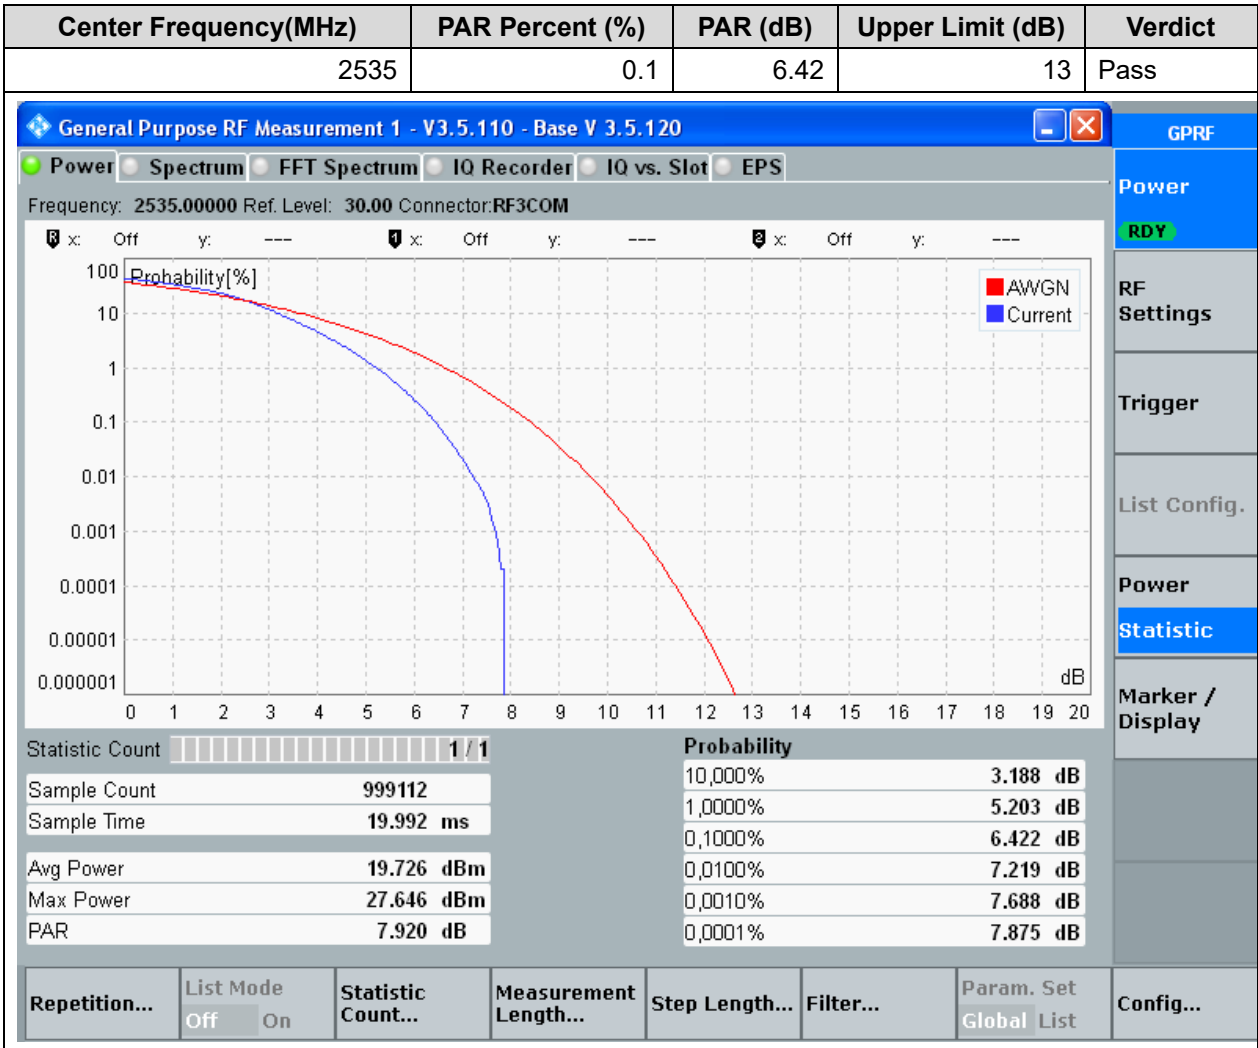 Center Frequency(MHz) PAR Percent (%) PAR (dB) Upper Limit (dB) Verdict
2535 0.1 6.42 13 Pass
General Purpose RF Measurement 1 - V3.5.110 - Base V 3.5.120
GPRF
Power Spectrum FFT Spectrum IQ Recorder IQ vs. Slot EPS
Power
RDY
Frequency: 2535.00000 Ref. Level: 30.00 Connector:RF3COM
R x: Off y: --- 1 x: Off y: --- 2 x: Off y: ---
Probability[%]
AWGN
Current
100
10
1
0.1
0.01
0.001
0.0001
0.00001
0.000001
dB
0 1 2 3 4 5 6 7 8 9 10 11 12 13 14 15 16 17 18 19 20
RF
Settings
Trigger
List Config.
Power
Statistic
Marker /
Display
Statistic Count 1 / 1
Sample Count 999112
Sample Time 19.992 ms
Avg Power 19.726 dBm
Max Power 27.646 dBm
PAR 7.920 dB
Probability
10,000% 3.188 dB
1,0000% 5.203 dB
0,1000% 6.422 dB
0,0100% 7.219 dB
0,0010% 7.688 dB
0,0001% 7.875 dB
Repetition...
List Mode
Off On
Statistic
Count...
Measurement
Length...
Step Length...
Filter...
Param. Set
Global List
Config...